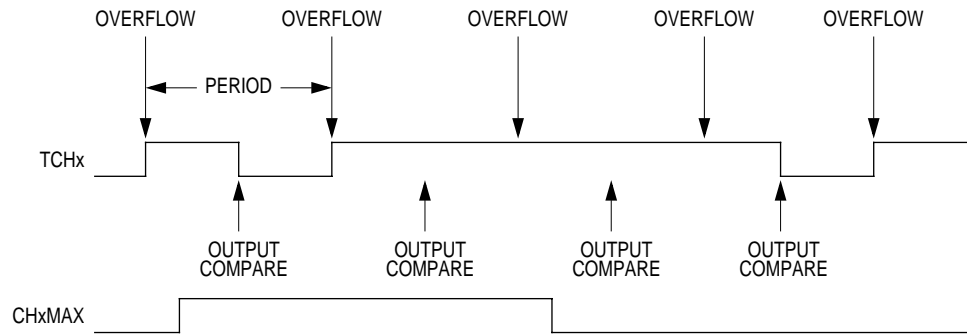 OVERFLOW OVERFLOW OVERFLOW OVERFLOW OVERFLOW
PERIOD
TCHx
OUTPUT COMPARE
OUTPUT COMPARE
OUTPUT COMPARE
OUTPUT COMPARE
CHxMAX